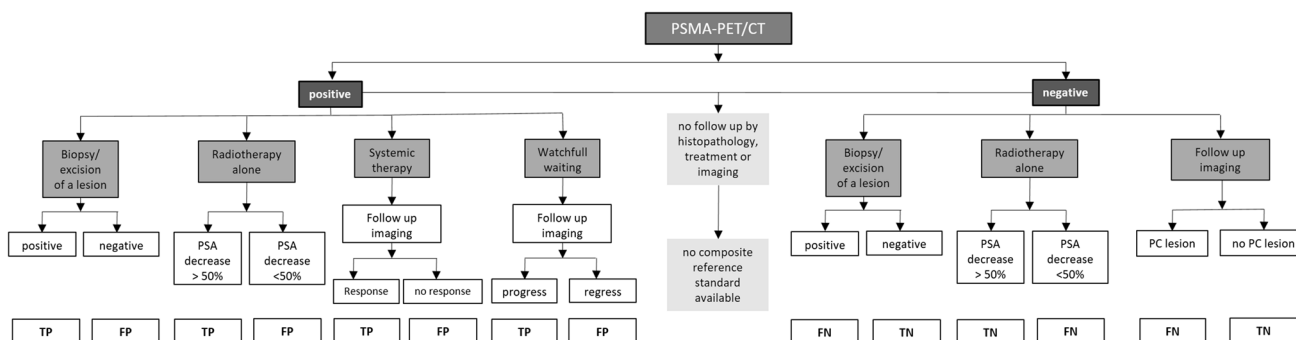 PSMA-PET/CT
positive
negative
Biopsy/
excision
of a lesion
Radiotherapy
alone
Systemic
therapy
Watchfull
waiting
no follow up by
histopathology,
treatment or
imaging
Biopsy/
excision
of a lesion
Radiotherapy
alone
Follow up
imaging
positive
negative
PSA
decrease
> 50%
PSA
decrease
<50%
Follow up
imaging
Follow up
imaging
no composite
reference
standard
available
positive
negative
PSA
decrease
> 50%
PSA
decrease
<50%
PC lesion
no PC lesion
Response
no response
progress
regress
TP
FP
TP
FP
TP
FP
TP
FP
FN
TN
TN
FN
FN
TN